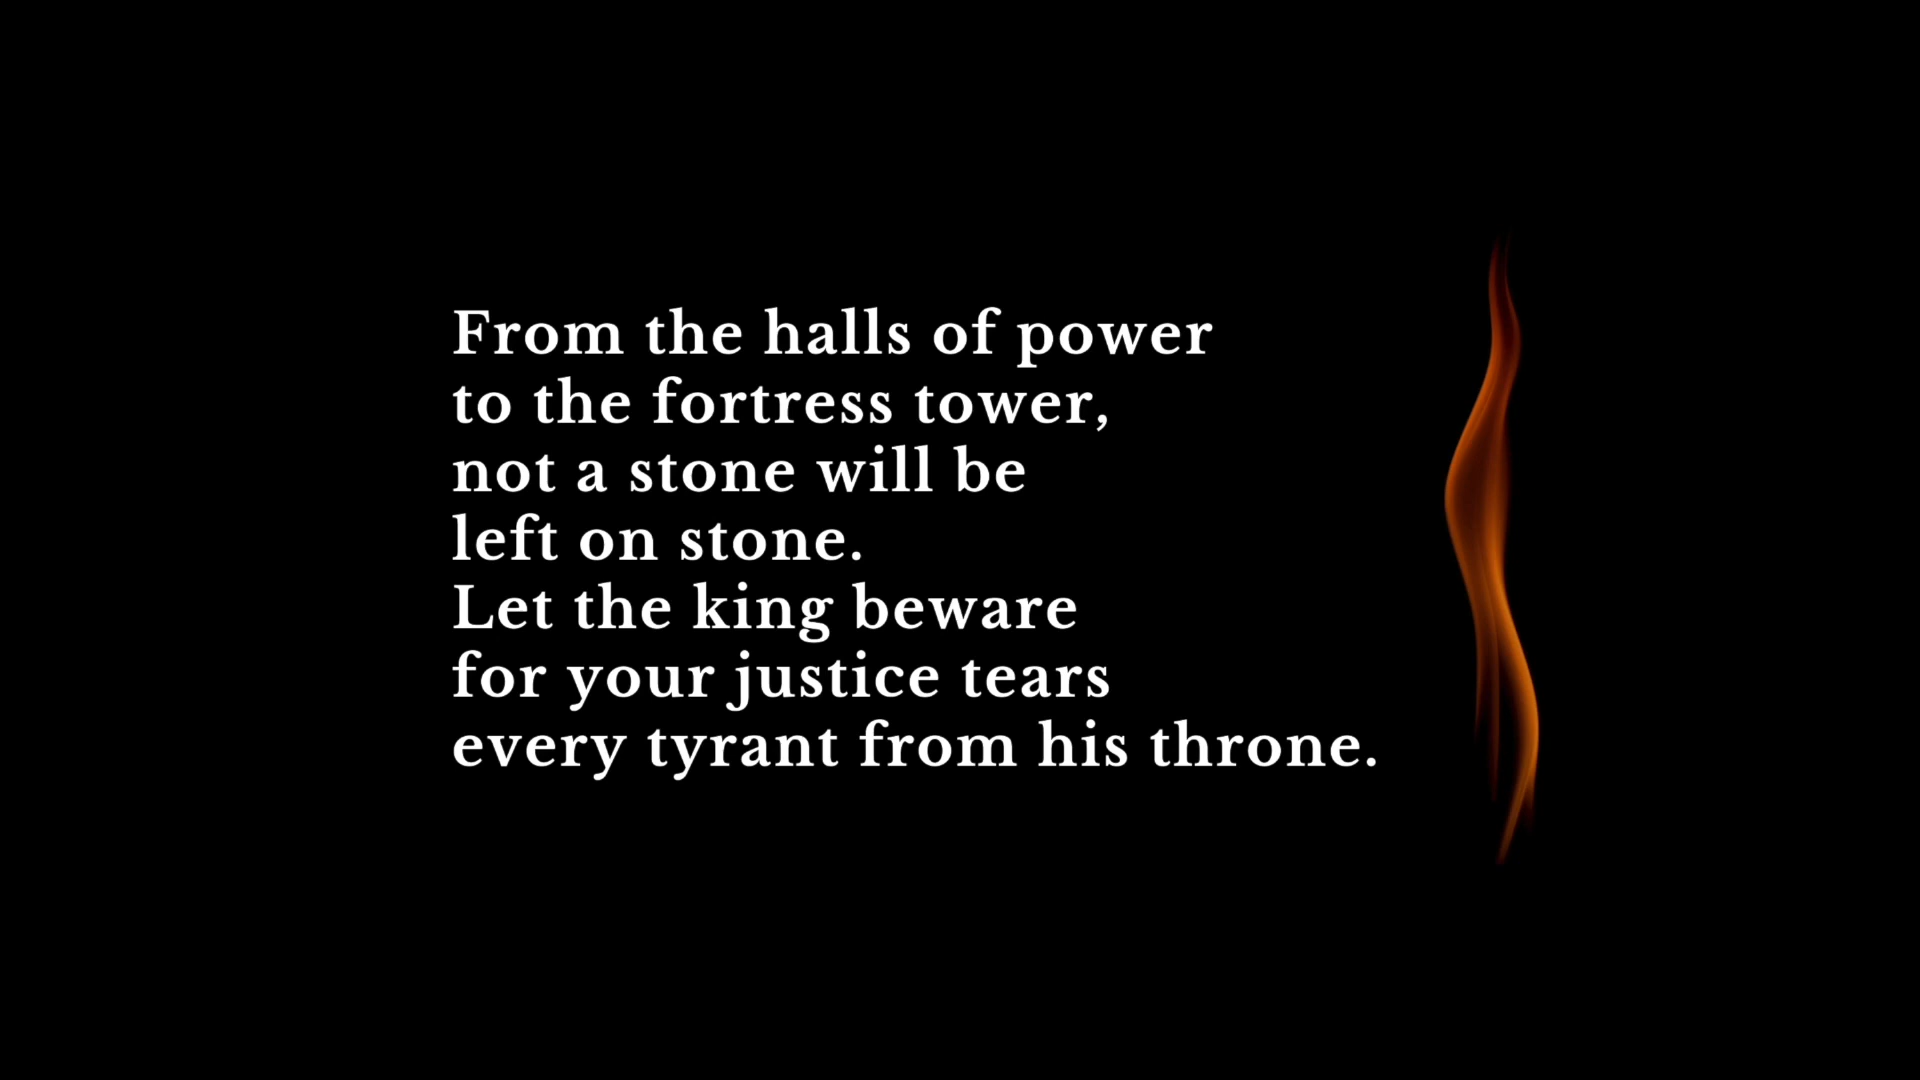 From the halls of power
to the fortress tower,
not a stone will be
left on stone.
Let the king beware
for your justice tears
every tyrant from his throne.